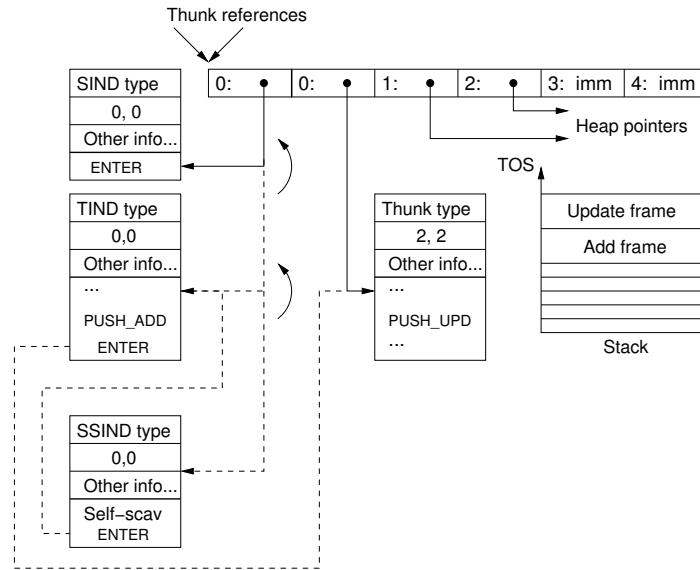 Thunk references
0:
0:
1:
2:
3: imm
4: imm
Heap pointers
SIND type
0, 0
Other info...
ENTER
TIND type
0,0
Other info...
...
PUSH_ADD
ENTER
SSIND type
0,0
Other info...
Self-scav
ENTER
Thunk type
2, 2
Other info...
...
PUSH_UPD
...
TOS
Update frame
Add frame
Stack